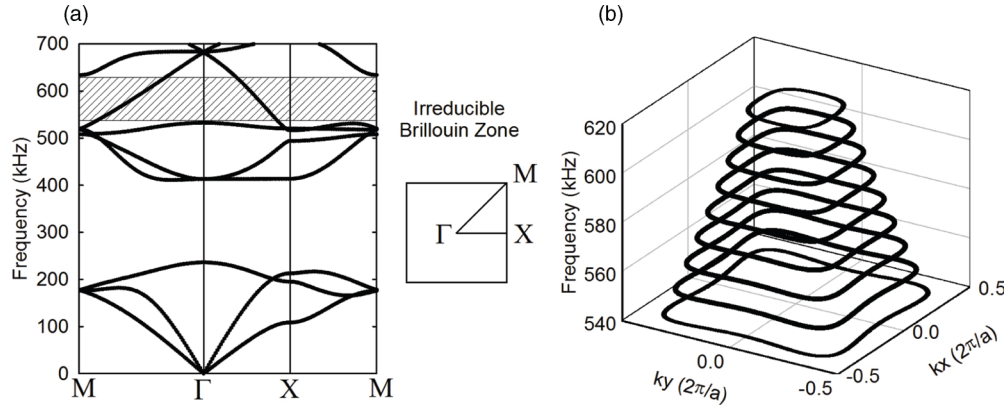 (a)
700
600
500
400
300
200
100
0
Frequency (kHz)
M
Γ
X
M
Irreducible
Brillouin Zone
M
Γ
X
(b)
620
600
580
560
540
Frequency (kHz)
0.0
-0.5
ky (2π/a)
-0.5
0.0
0.5
kx (2π/a)